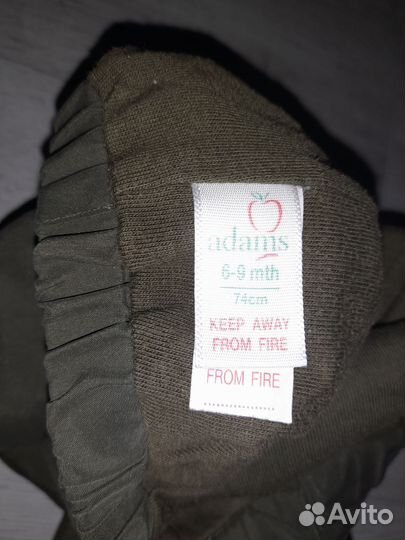 adams
6-9 mth
74cm
KEEP AWAY
FROM FIRE
FROM FIRE
Avito